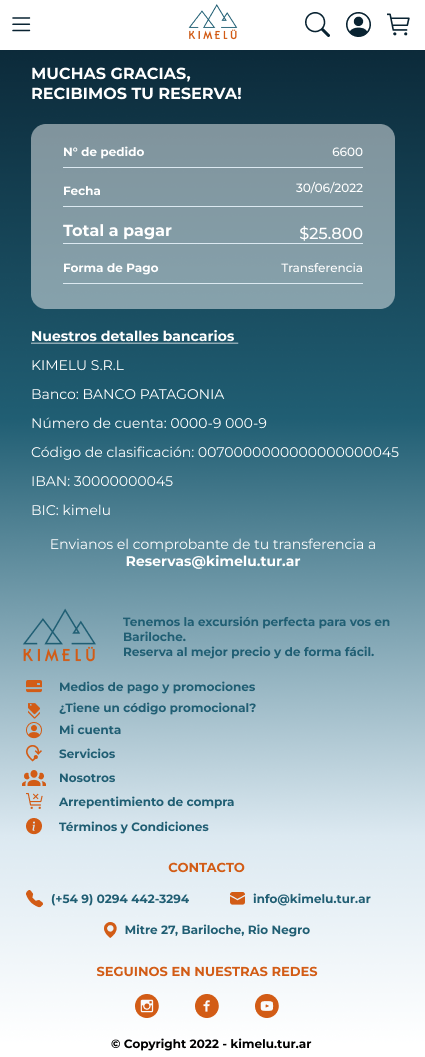 KIMELÜ
MUCHAS GRACIAS,
RECIBIMOS TU RESERVA!
N° de pedido 6600
Fecha 30/06/2022
Total a pagar $25.800
Forma de Pago Transferencia
Nuestros detalles bancarios
KIMELU S.R.L
Banco: BANCO PATAGONIA
Número de cuenta: 0000-9 000-9
Código de clasificación: 0070000000000000000045
IBAN: 30000000045
BIC: kimelu
Envianos el comprobante de tu transferencia a
Reservas@kimelu.tur.ar
KIMELÜ
Tenemos la excursión perfecta para vos en
Bariloche.
Reserva al mejor precio y de forma fácil.
Medios de pago y promociones
¿Tiene un código promocional?
Mi cuenta
Servicios
Nosotros
Arrepentimiento de compra
Términos y Condiciones
CONTACTO
(+54 9) 0294 442-3294 info@kimelu.tur.ar
Mitre 27, Bariloche, Rio Negro
SEGUINOS EN NUESTRAS REDES
© Copyright 2022 - kimelu.tur.ar